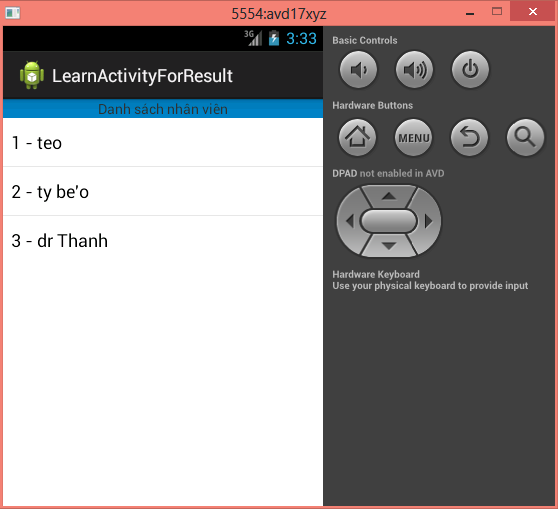 5554:avd17xyz
3G 3:33
LearnActivityForResult
Danh sách nhân viên
1 - teo
2 - ty be'o
3 - dr Thanh
Basic Controls
Hardware Buttons
MENU
DPAD not enabled in AVD
Hardware Keyboard
Use your physical keyboard to provide input